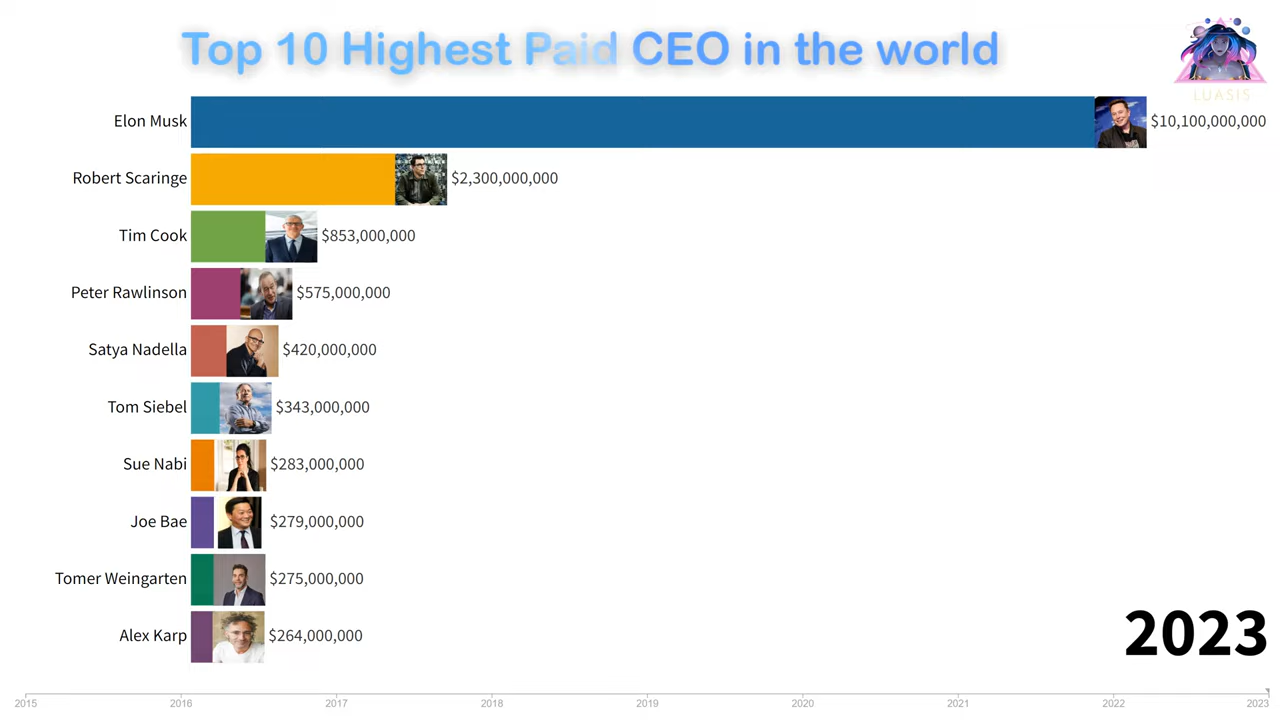 Top 10 Highest Paid CEO in the world
LUASIS
Elon Musk $10,100,000,000
Robert Scaringe $2,300,000,000
Tim Cook $853,000,000
Peter Rawlinson $575,000,000
Satya Nadella $420,000,000
Tom Siebel $343,000,000
Sue Nabi $283,000,000
Joe Bae $279,000,000
Tomer Weingarten $275,000,000
Alex Karp $264,000,000
2023
2015 2016 2017 2018 2019 2020 2021 2022 2023